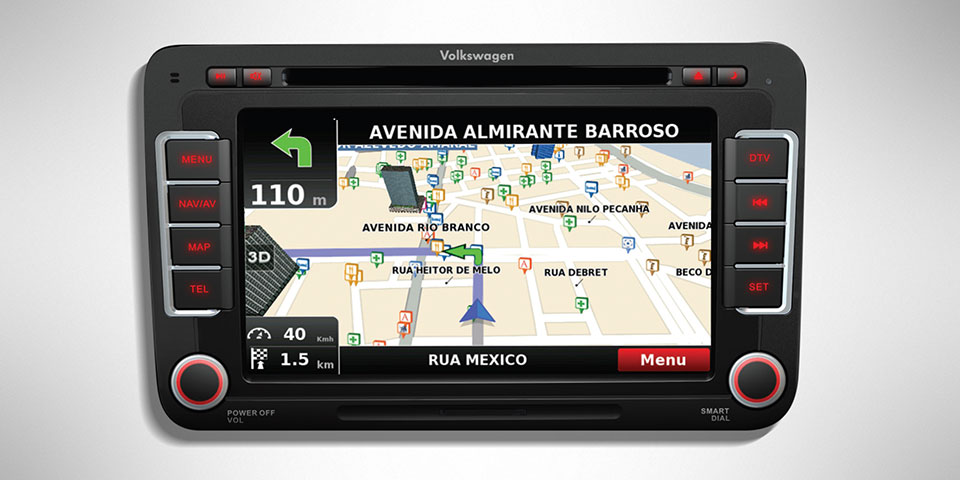 Volkswagen
MENU
NAV/AV
MAP
TEL
AVENIDA ALMIRANTE BARROSO
110 m
AVENIDA NILO PECANHA
AVENIDA RIO BRANCO
AVENIDA
3D
RUA HEITOR DE MELO
RUA DEBRET
BECO D
40 Kmh
1.5 km
RUA MEXICO
Menu
DTV
SET
POWER OFF
VOL
SMART
DIAL